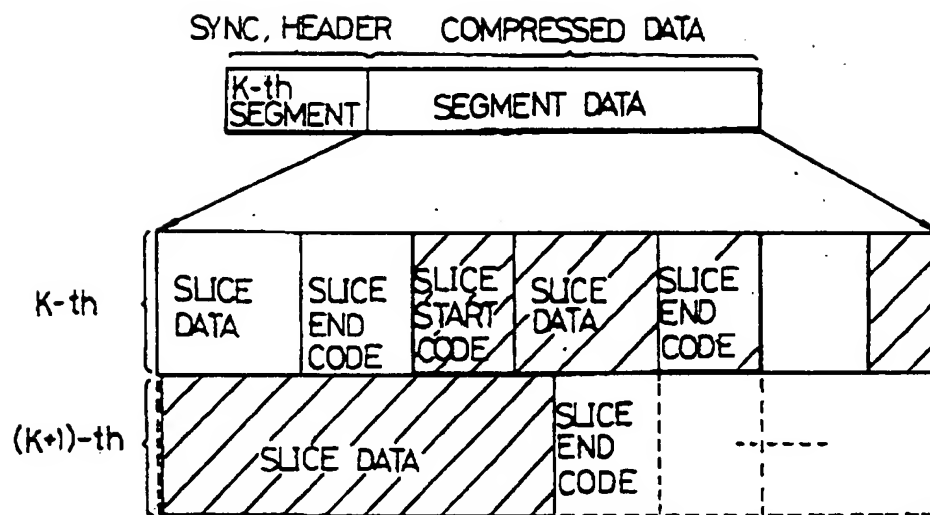 SYNC, HEADER COMPRESSED DATA
K-th
SEGMENT
SEGMENT DATA
K-th
SLICE
DATA
SLICE
END
CODE
SLICE
START
CODE
SLICE
DATA
SLICE
END
CODE
(K+1)-th
SLICE DATA
SLICE
END
CODE